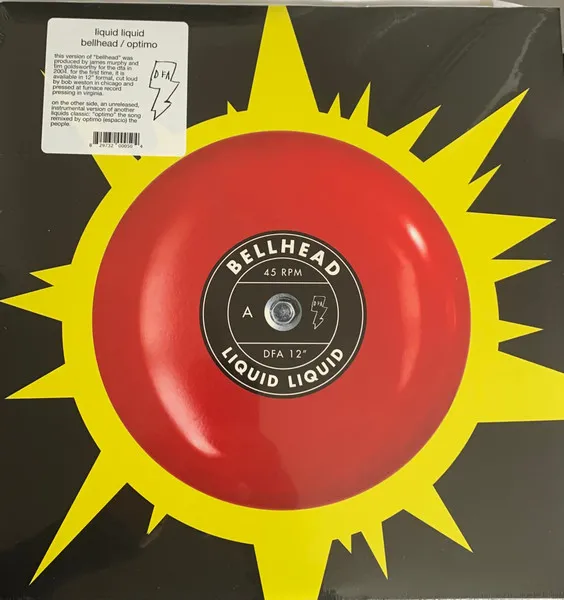 liquid liquid
bellhead / optimo
this version of "bellhead" was
produced by james murphy and
tim goldsworthy for the dfa in
2004. for the first time, it is
available in 12" format, cut loud
by bob weston in chicago and
pressed at furnace record
pressing in virginia.
on the other side, an unreleased,
instrumental version of another
liquids classic: "optimo" the song
remixed by optimo (espacio) the
people.
DFA
BELLHEAD
45 RPM
A
DFA
DFA 12"
LIQUID LIQUID